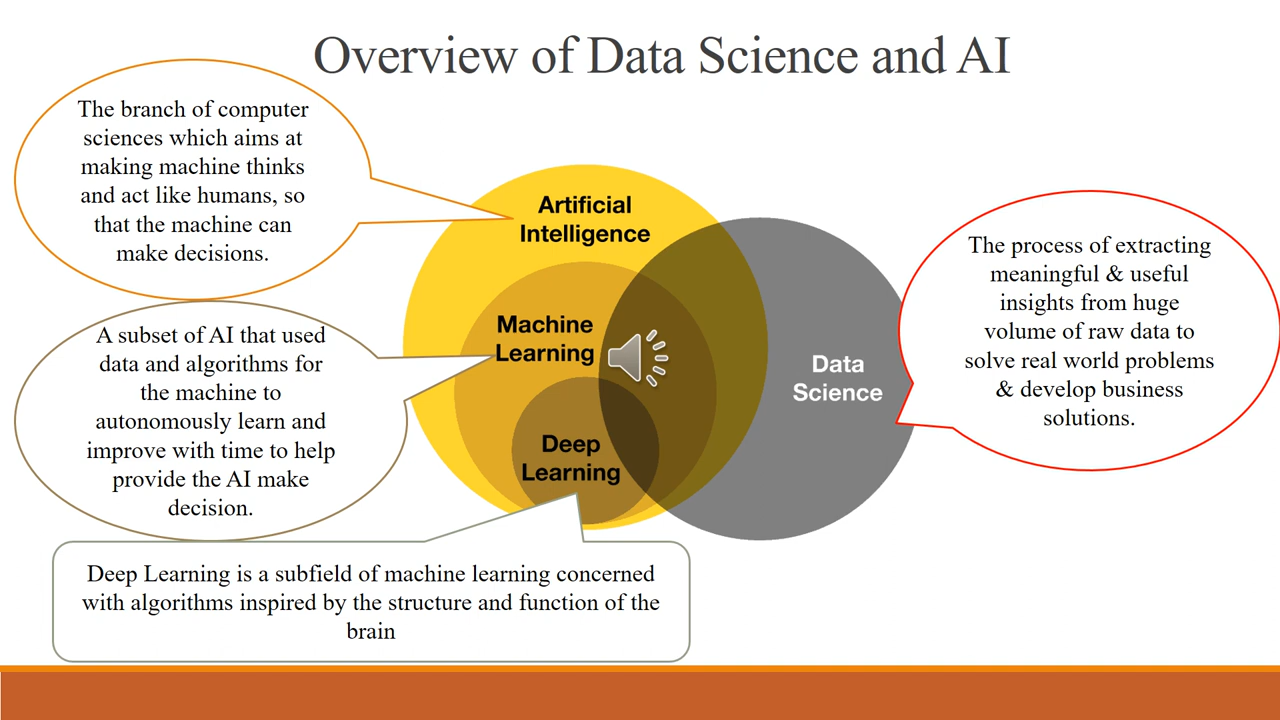 Overview of Data Science and AI
The branch of computer
sciences which aims at
making machine thinks
and act like humans, so
that the machine can
make decisions.
Artificial
Intelligence
The process of extracting
meaningful & useful
insights from huge
volume of raw data to
solve real world problems
& develop business
solutions.
A subset of AI that used
data and algorithms for
the machine to
autonomously learn and
improve with time to help
provide the AI make
decision.
Machine
Learning
Data
Science
Deep
Learning
Deep Learning is a subfield of machine learning concerned
with algorithms inspired by the structure and function of the
brain